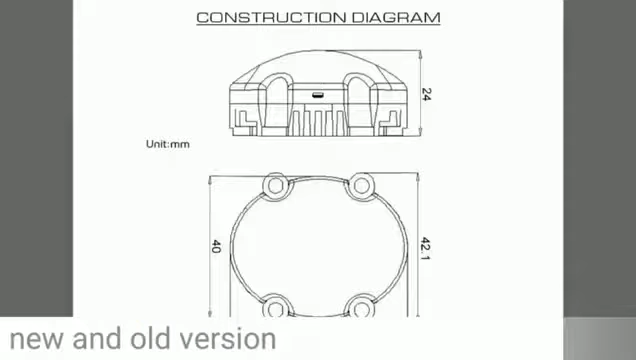 CONSTRUCTION DIAGRAM
24
Unit:mm
40
42.1
new and old version